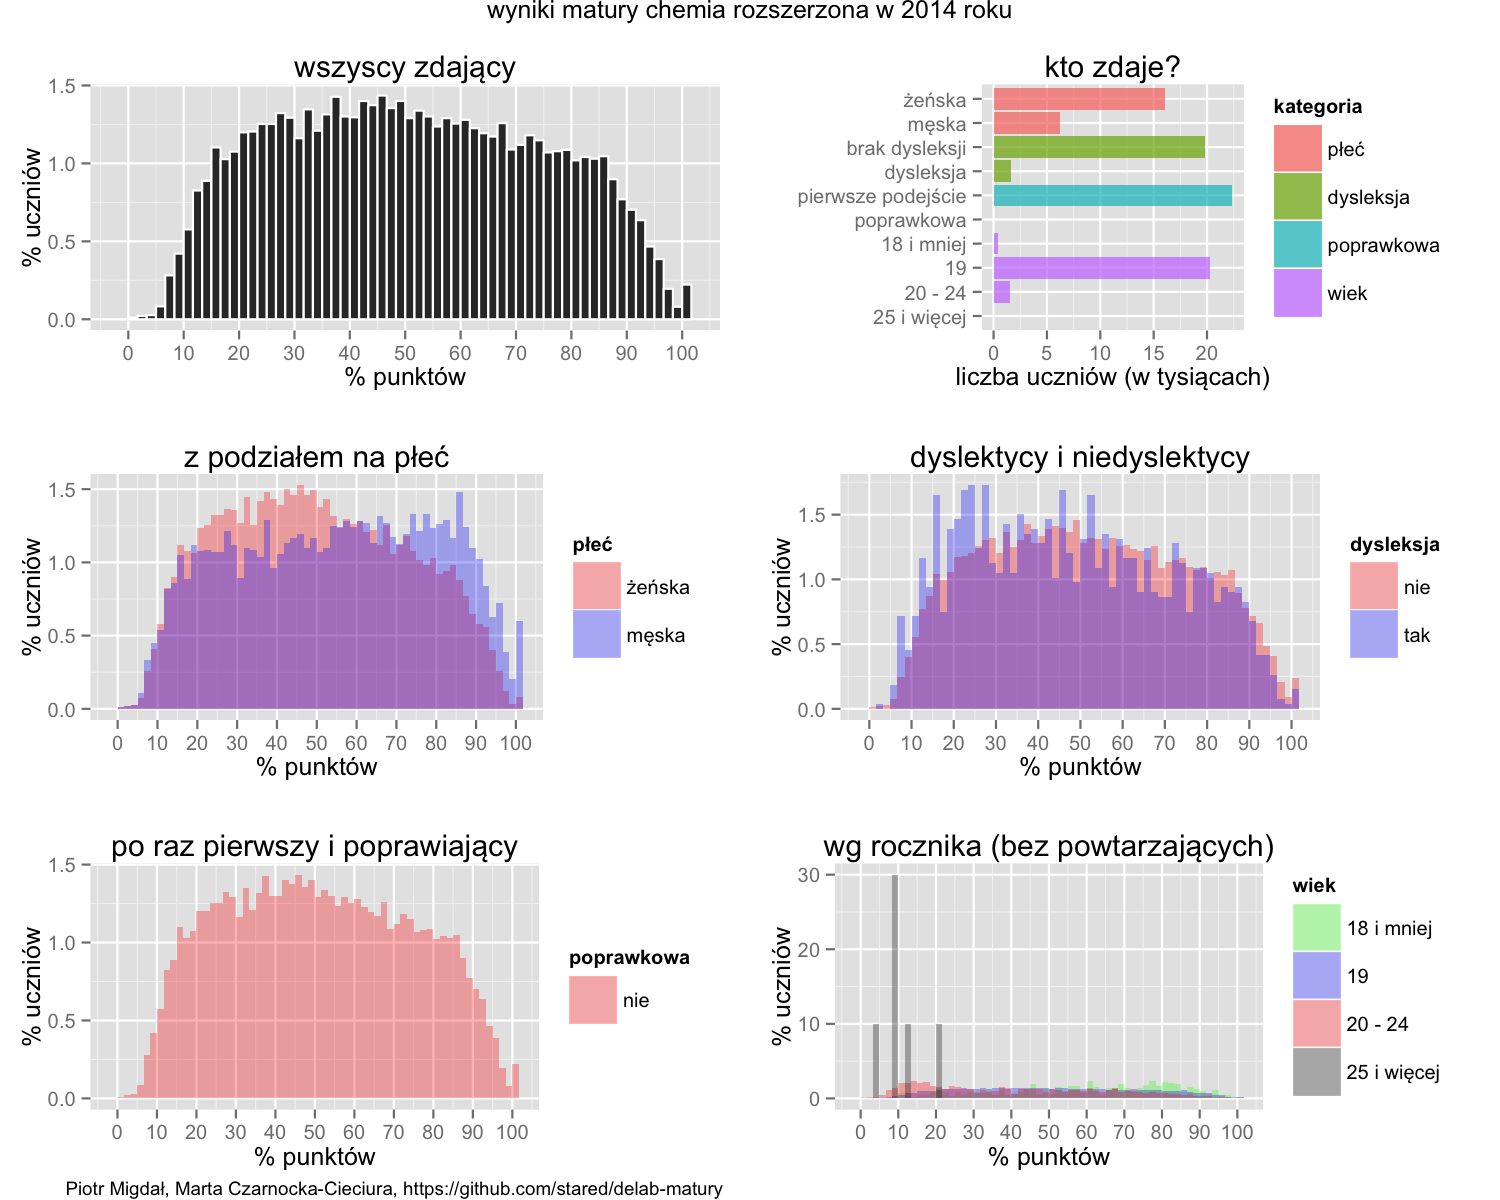 wyniki matury chemia rozszerzona w 2014 roku
wszyscy zdający
% uczniów
1.5
1.0
0.5
0.0
0 10 20 30 40 50 60 70 80 90 100
% punktów
kto zdaje?
żeńska
męska
brak dysleksji
dysleksja
pierwsze podejście
poprawkowa
18 i mniej
19
20 - 24
25 i więcej
0 5 10 15 20
liczba uczniów (w tysiącach)
kategoria
płeć
dysleksja
poprawkowa
wiek
z podziałem na płeć
% uczniów
1.5
1.0
0.5
0.0
0 10 20 30 40 50 60 70 80 90 100
% punktów
płeć
żeńska
męska
dyslektycy i niedyslektycy
% uczniów
1.5
1.0
0.5
0.0
0 10 20 30 40 50 60 70 80 90 100
% punktów
dysleksja
nie
tak
po raz pierwszy i poprawiający
% uczniów
1.5
1.0
0.5
0.0
0 10 20 30 40 50 60 70 80 90 100
% punktów
poprawkowa
nie
wg rocznika (bez powtarzających)
% uczniów
30
20
10
0
0 10 20 30 40 50 60 70 80 90 100
% punktów
wiek
18 i mniej
19
20 - 24
25 i więcej
Piotr Migdał, Marta Czarnocka-Cieciura, https://github.com/stared/delab-matury